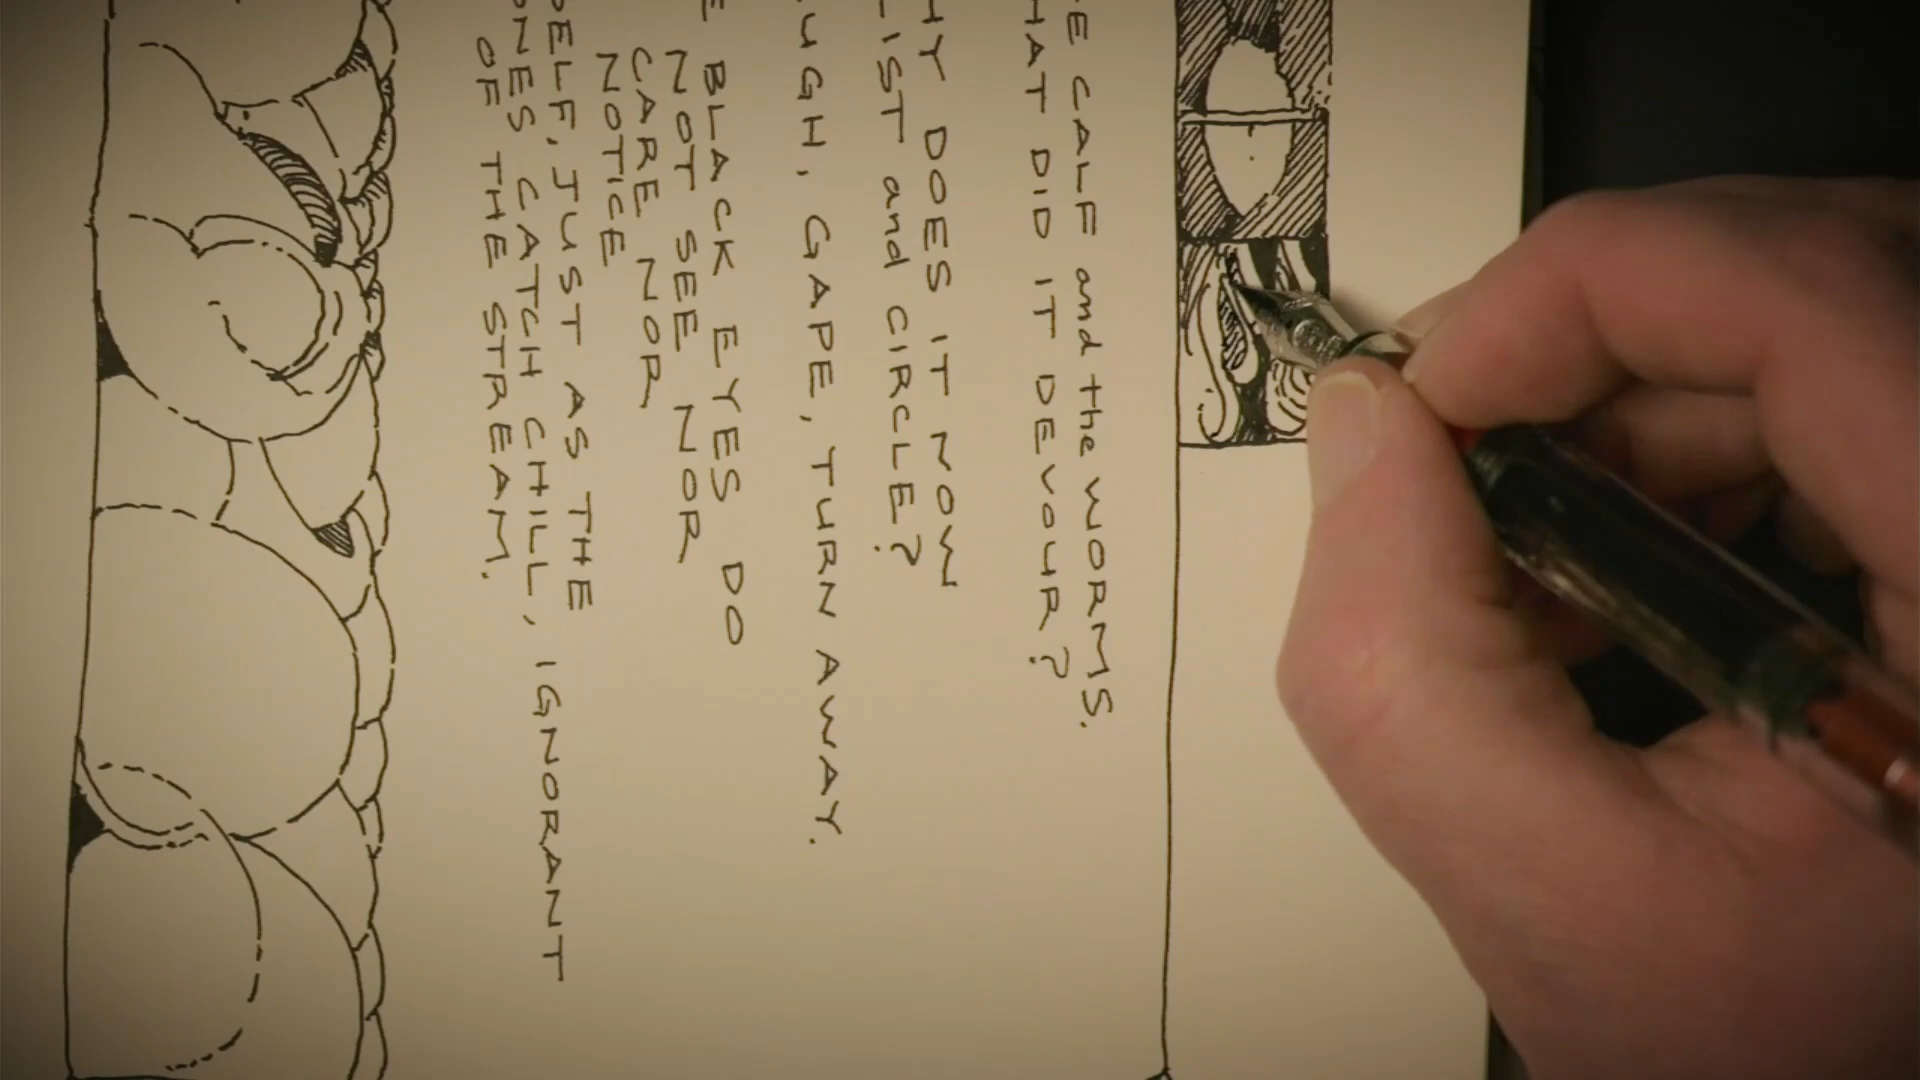 E CALF and the WORMS.
HAT DID IT DEVOUR?
HY DOES IT NOW
LIST and CIRCLE?
UGH, GAPE, TURN AWAY.
E BLACK EYES DO
NOT SEE NOR
CARE NOR
NOTICE
ELF, JUST AS THE
ONES CATCH CHILL, IGNORANT
OF THE STREAM.